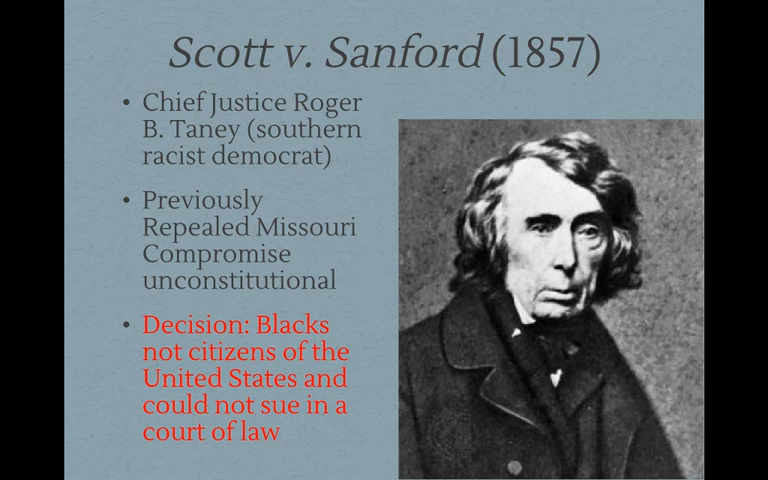 Scott v. Sanford (1857)
• Chief Justice Roger
B. Taney (southern
racist democrat)
• Previously
Repealed Missouri
Compromise
unconstitutional
• Decision: Blacks
not citizens of the
United States and
could not sue in a
court of law